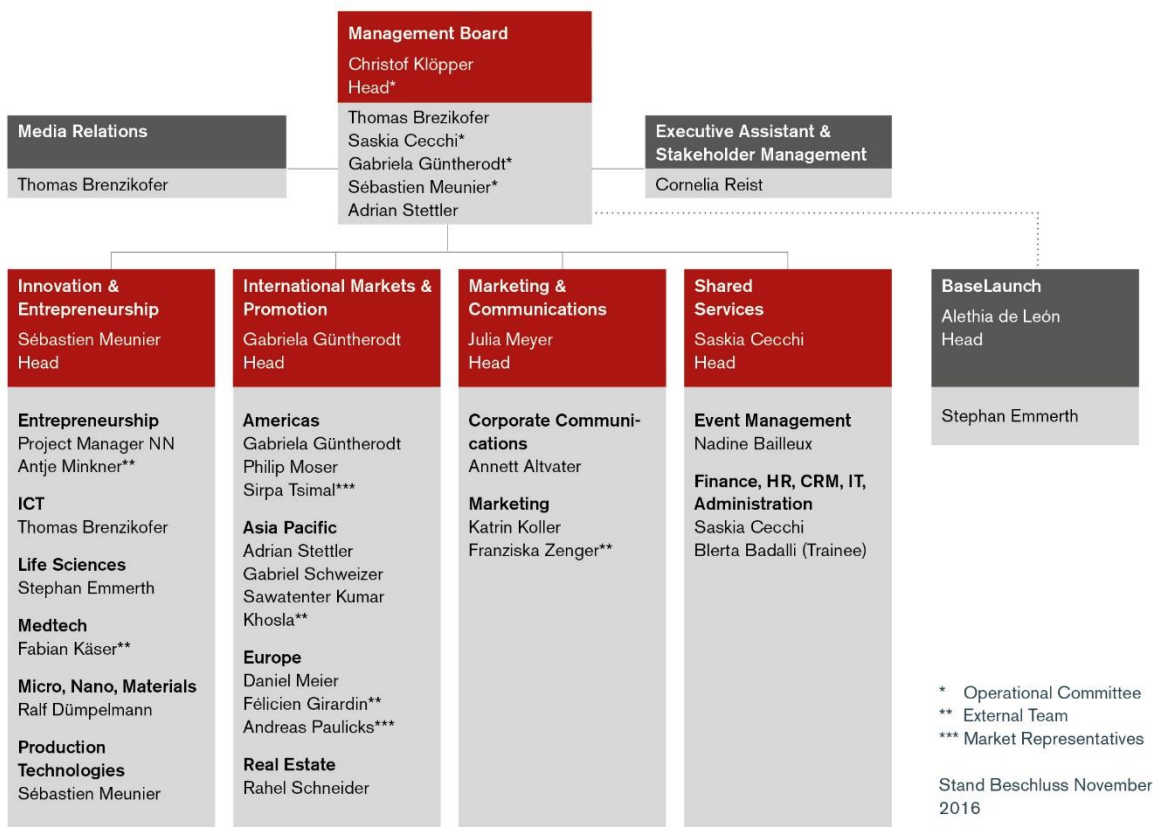 Management Board
Christof Klöpper
Head*
Thomas Brezikofer
Saskia Cecchi*
Gabriela Güntherodt*
Sébastien Meunier*
Adrian Stettler
Media Relations
Thomas Brenzikofer
Executive Assistant &
Stakeholder Management
Cornelia Reist
Innovation &
Entrepreneurship
Sébastien Meunier
Head
Entrepreneurship
Project Manager NN
Antje Minkner**
ICT
Thomas Brenzikofer
Life Sciences
Stephan Emmerth
Medtech
Fabian Käser**
Micro, Nano, Materials
Ralf Dümpelmann
Production
Technologies
Sébastien Meunier
International Markets &
Promotion
Gabriela Güntherodt
Head
Americas
Gabriela Güntherodt
Philip Moser
Sirpa Tsimal***
Asia Pacific
Adrian Stettler
Gabriel Schweizer
Sawatenter Kumar
Khosla**
Europe
Daniel Meier
Félicien Girardin**
Andreas Paulicks***
Real Estate
Rahel Schneider
Marketing &
Communications
Julia Meyer
Head
Corporate Communi-
cations
Annett Altvater
Marketing
Katrin Koller
Franziska Zenger**
Shared
Services
Saskia Cecchi
Head
Event Management
Nadine Bailleux
Finance, HR, CRM, IT,
Administration
Saskia Cecchi
Blerta Badalli (Trainee)
BaseLaunch
Alethia de León
Head
Stephan Emmerth
* Operational Committee
** External Team
*** Market Representatives
Stand Beschluss November
2016